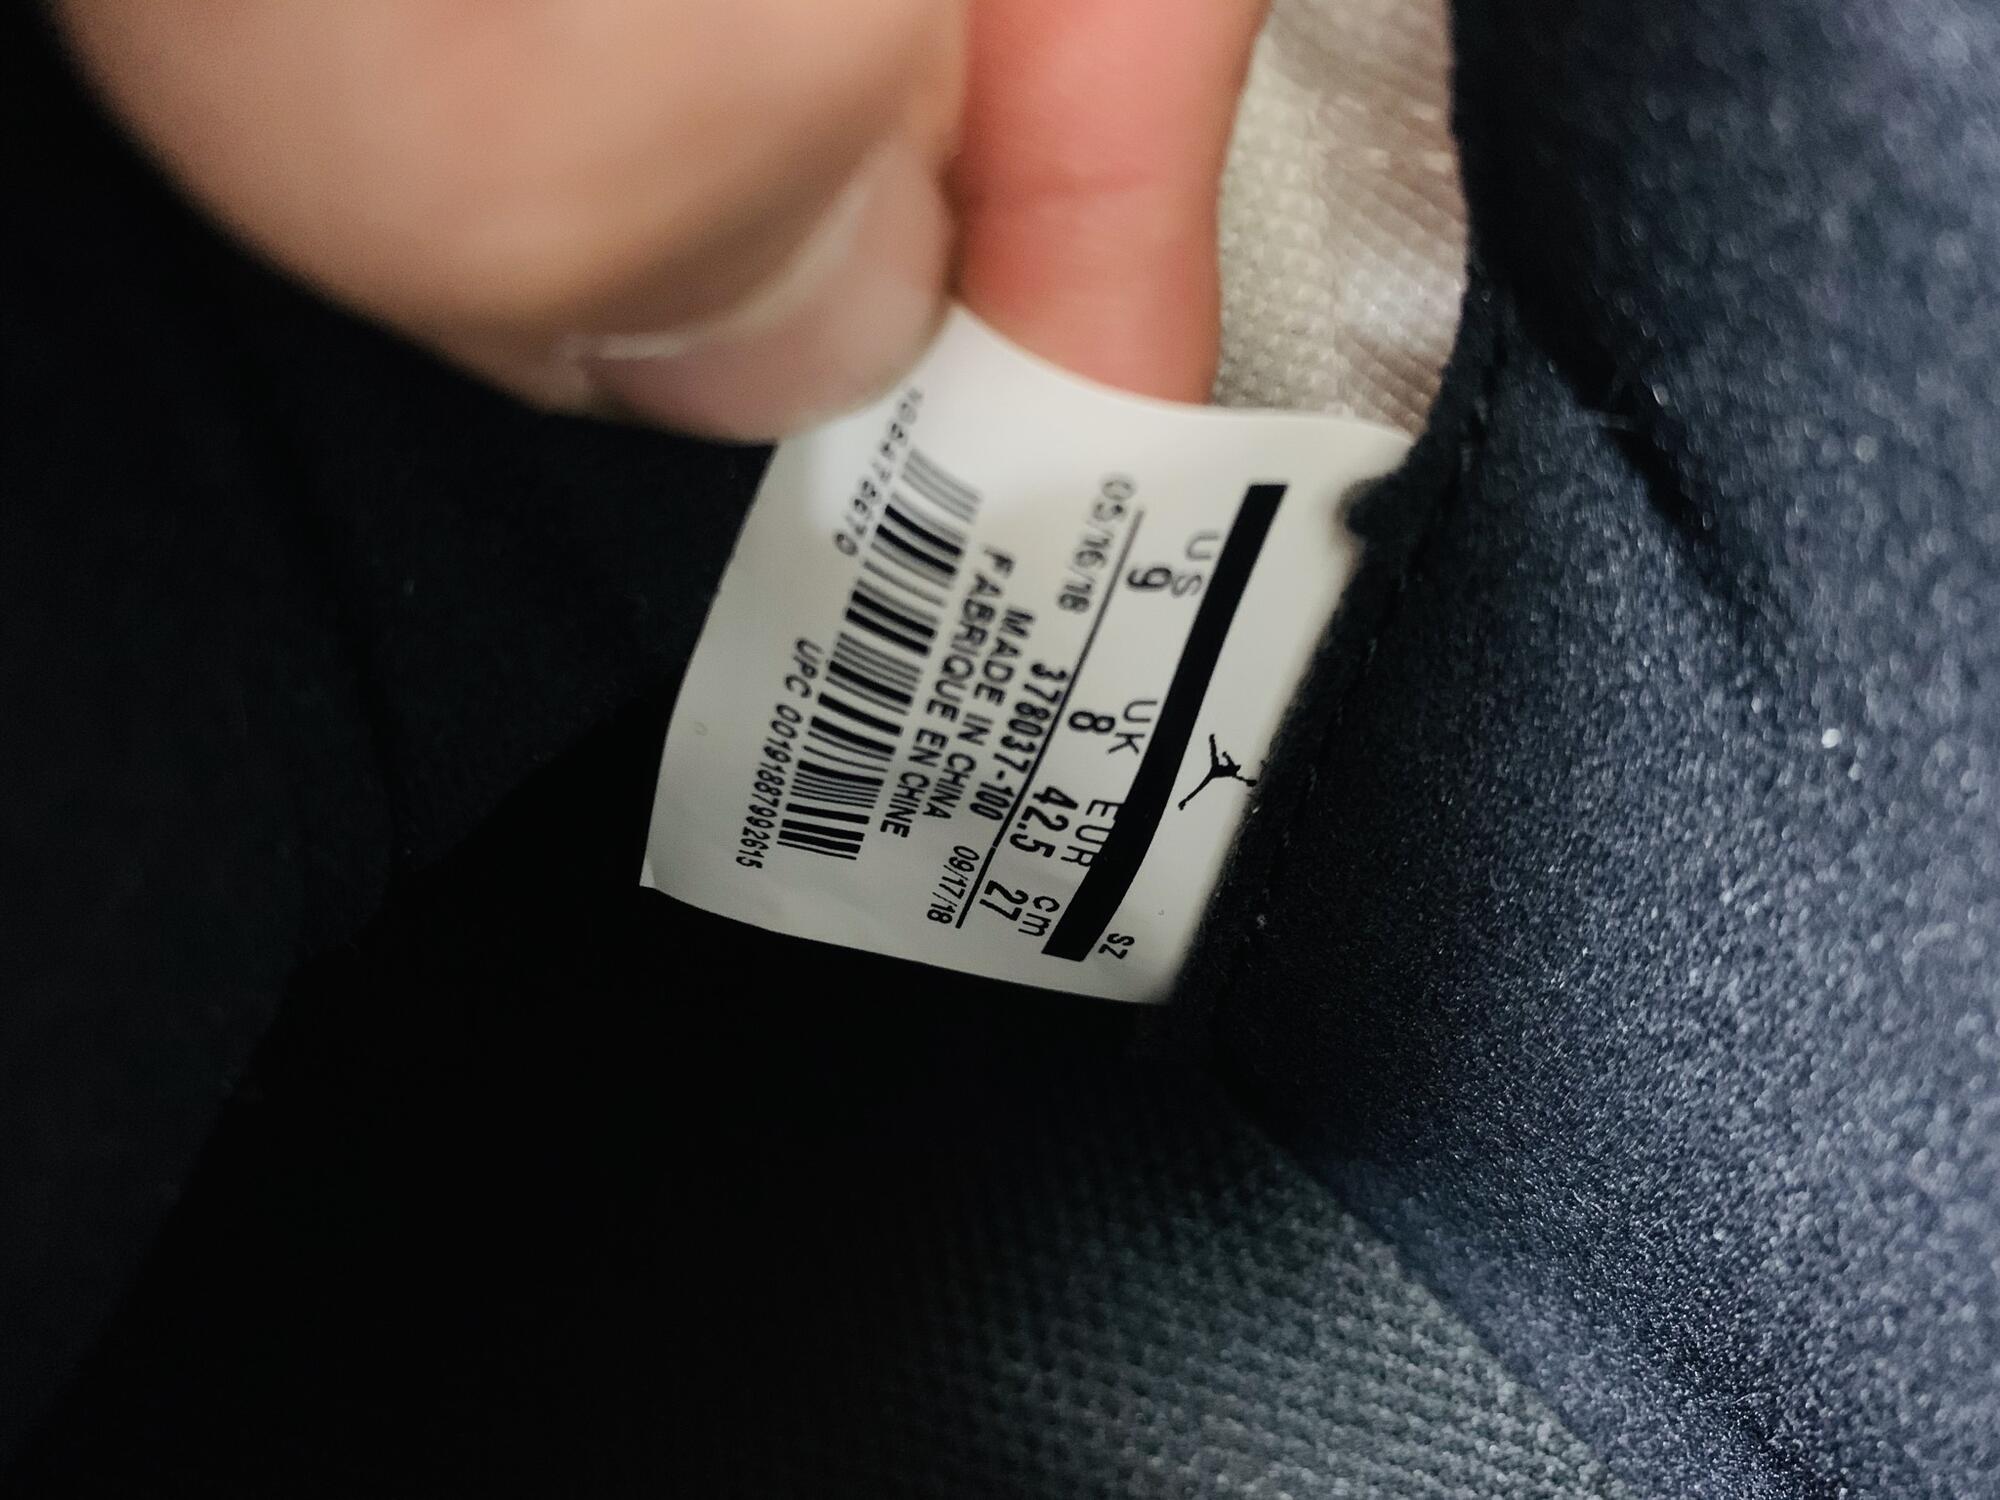 SZ
US UK EUR cm
9 8 42.5 27
05/16/18 09/17/18
378037-100
MADE IN CHINA
FABRIQUE EN CHINE
UPC 00191887992615